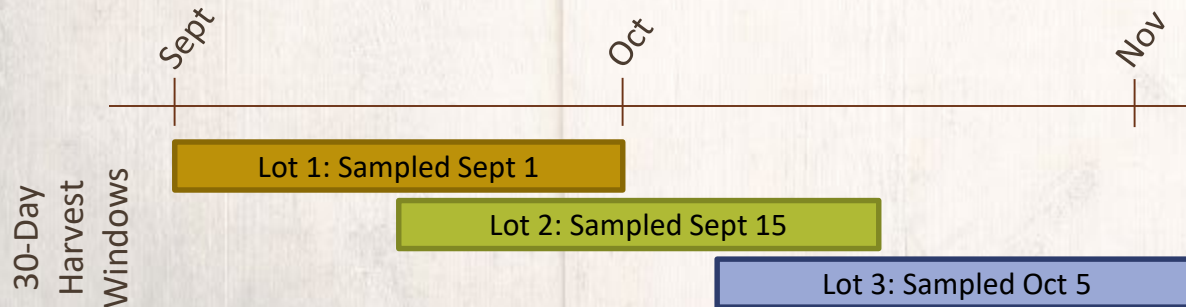 Sept
Oct
Nov
30-Day
Harvest
Windows
Lot 1: Sampled Sept 1
Lot 2: Sampled Sept 15
Lot 3: Sampled Oct 5